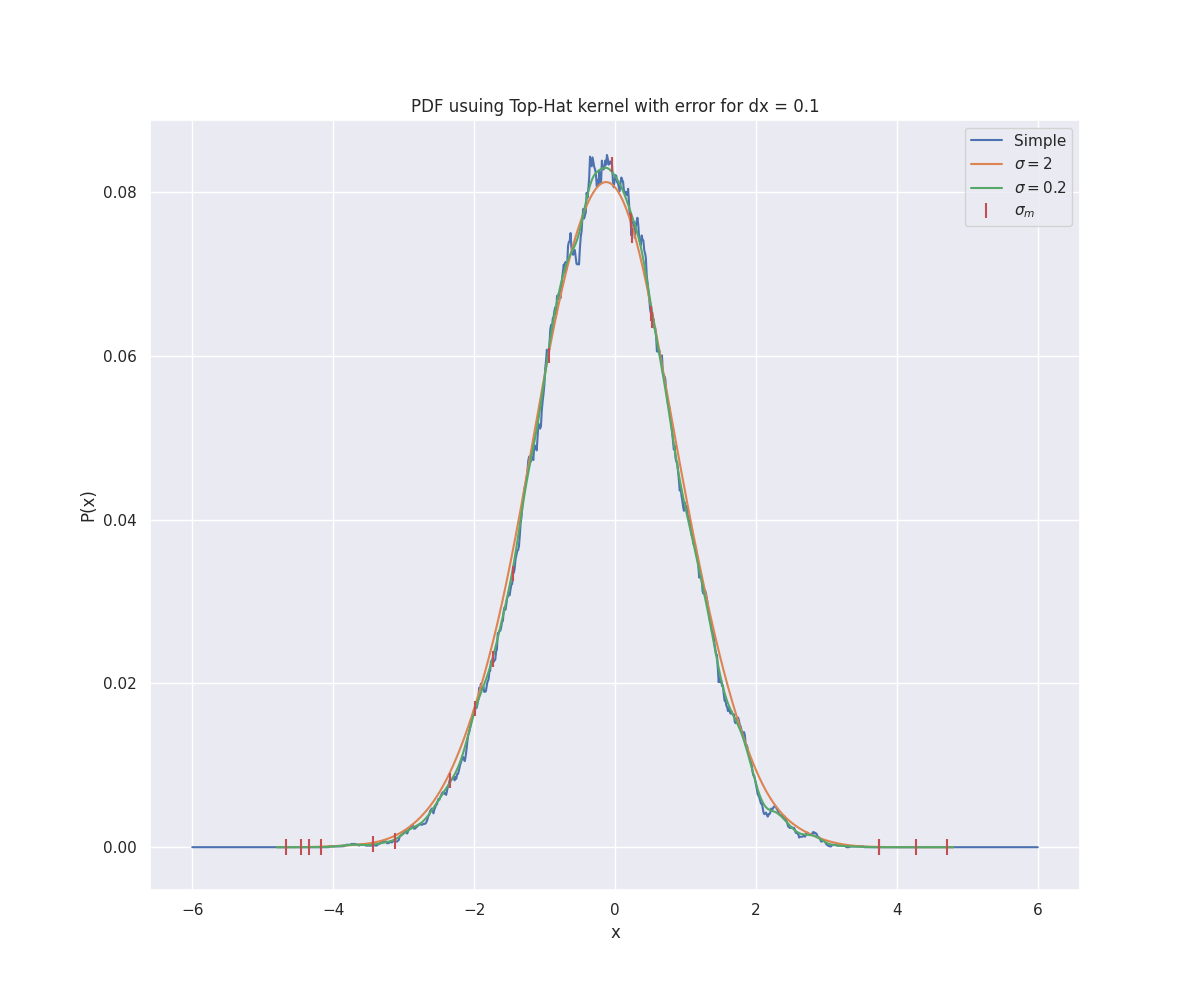 PDF usuing Top-Hat kernel with error for dx = 0.1
Simple
σ = 2
σ = 0.2
σₘ
P(x)
0.08
0.06
0.04
0.02
0.00
−6 −4 −2 0 2 4 6
x